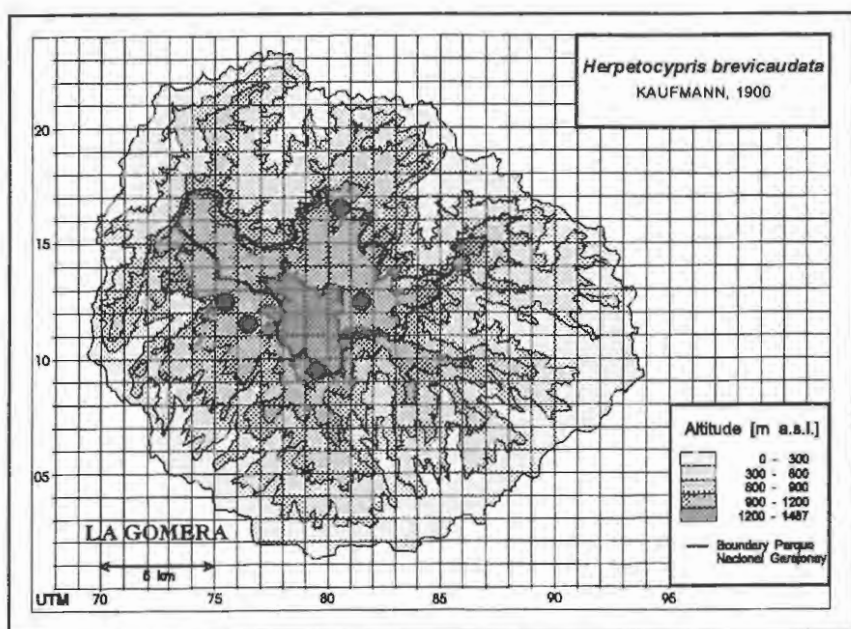 Herpetocypris brevicaudata
KAUFMANN, 1900
20
15
10
05
Altitude [m a.s.l.]
0 - 300
300 - 600
600 - 900
900 - 1200
1200 - 1487
Boundary Parque
Nacional Garajonay
LA GOMERA
5 km
UTM 70 75 80 85 90 95